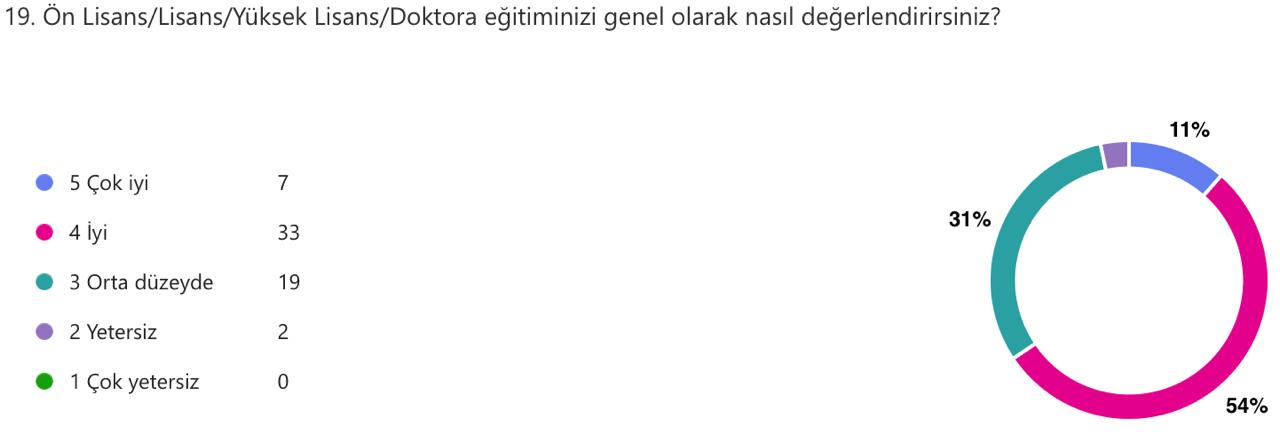 19. Ön Lisans/Lisans/Yüksek Lisans/Doktora eğitiminizi genel olarak nasıl değerlendirirsiniz?
5 Çok iyi 7
4 İyi 33
3 Orta düzeyde 19
2 Yetersiz 2
1 Çok yetersiz 0
11%
31%
54%